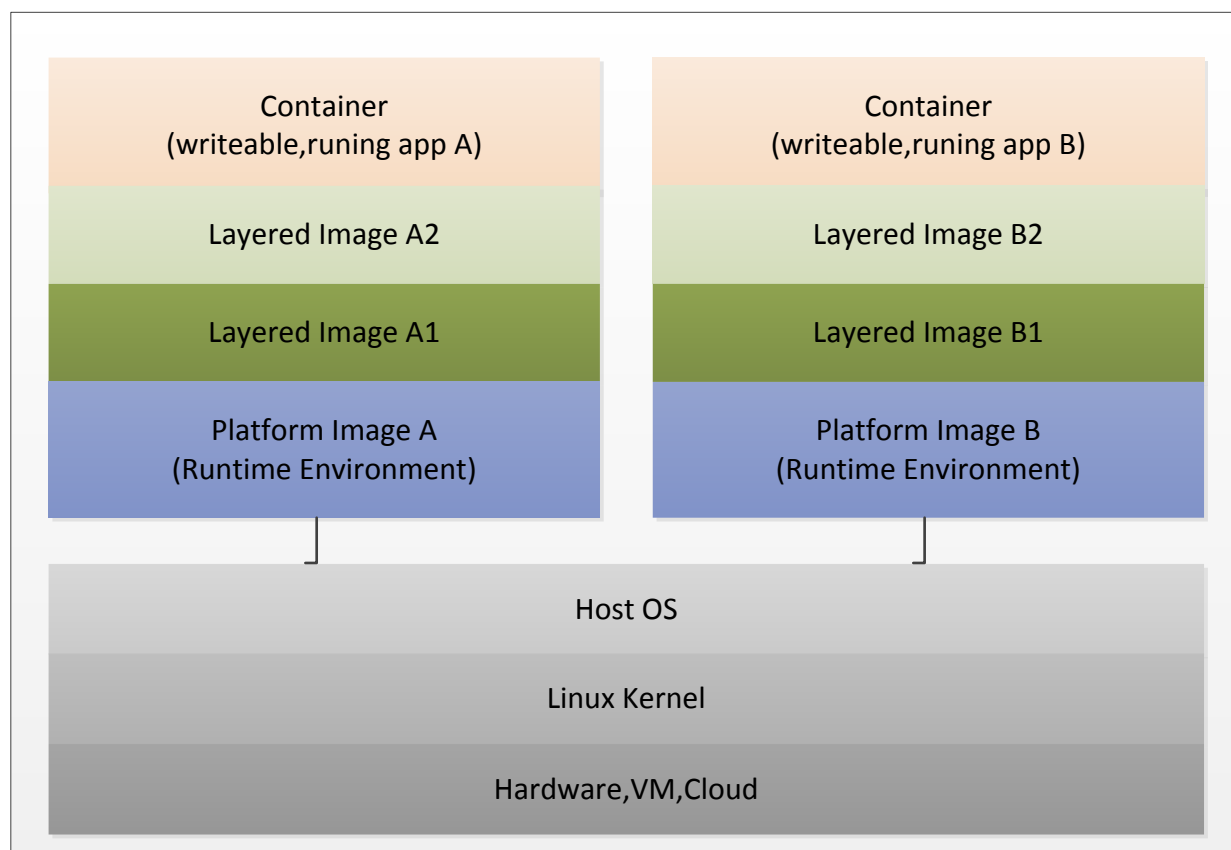 Container
(writeable,runing app A)
Layered Image A2
Layered Image A1
Platform Image A
(Runtime Environment)
Container
(writeable,runing app B)
Layered Image B2
Layered Image B1
Platform Image B
(Runtime Environment)
Host OS
Linux Kernel
Hardware,VM,Cloud